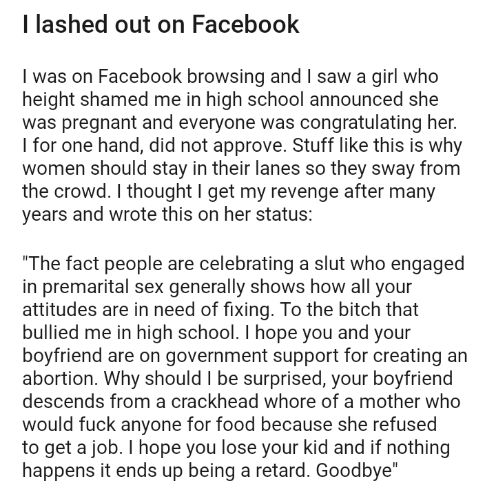 I lashed out on Facebook
I was on Facebook browsing and I saw a girl who
height shamed me in high school announced she
was pregnant and everyone was congratulating her.
I for one hand, did not approve. Stuff like this is why
women should stay in their lanes so they sway from
the crowd. I thought I get my revenge after many
years and wrote this on her status:
"The fact people are celebrating a slut who engaged
in premarital sex generally shows how all your
attitudes are in need of fixing. To the bitch that
bullied me in high school. I hope you and your
boyfriend are on government support for creating an
abortion. Why should I be surprised, your boyfriend
descends from a crackhead whore of a mother who
would fuck anyone for food because she refused
to get a job. I hope you lose your kid and if nothing
happens it ends up being a retard. Goodbye"